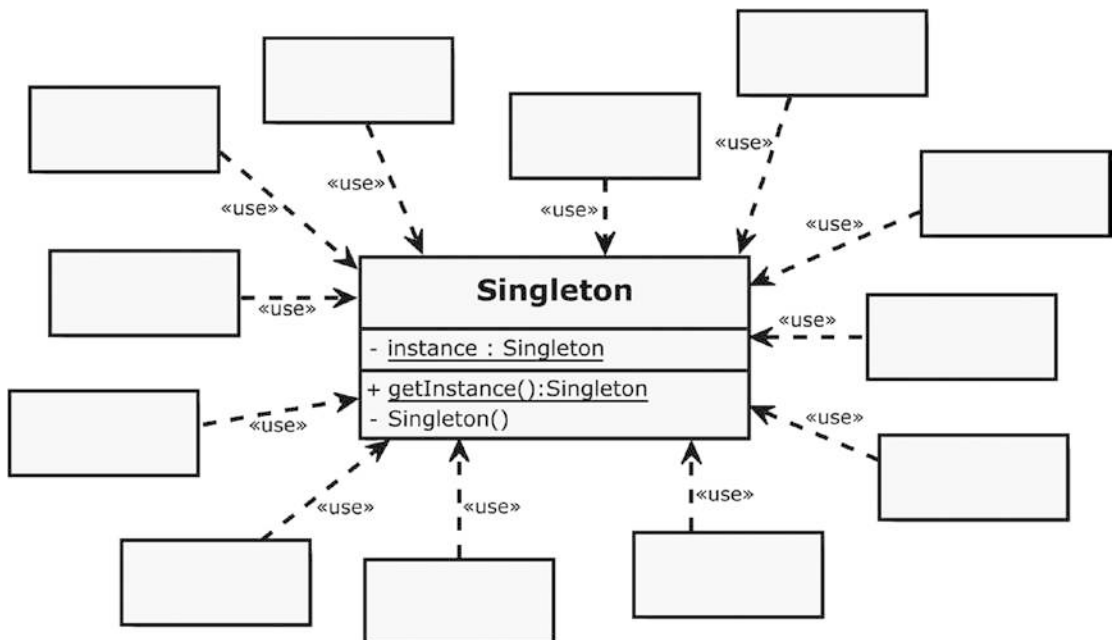 «use»
«use»
«use»
«use»
«use»
«use»
Singleton
«use»
- instance : Singleton
«use»
+ getInstance():Singleton
- Singleton()
«use»
«use»
«use»
«use»
«use»